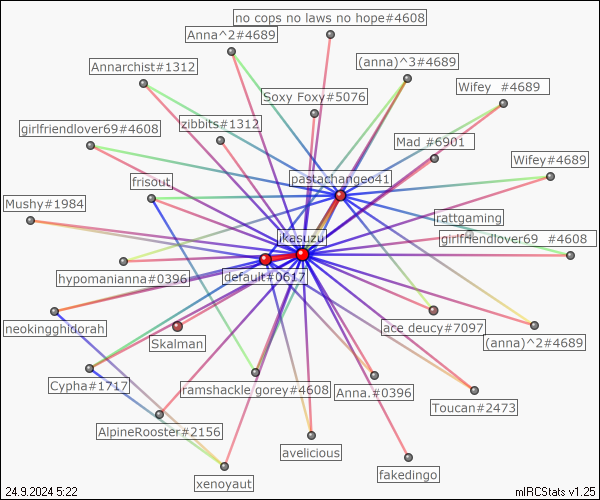 no cops no laws no hope#4608
Anna^2#4689
(anna)^3#4689
Annarchist#1312
Wifey  #4689
Soxy Foxy#5076
zibbits#1312
girlfriendlover69#4608
Mad_#6901
Wifey#4689
pastachangeo41
frisout
Mushy#1984
rattgaming
ikasuzu
girlfriendlover69  #4608
hypomanianna#0396
default#0617
neokingghidorah
ace deucy#7097
(anna)^2#4689
Skalman
Cypha#1717
ramshackle gorey#4608
Anna.#0396
Toucan#2473
AlpineRooster#2156
avelicious
fakedingo
xenoyaut
24.9.2024 5:22
mIRCStats v1.25